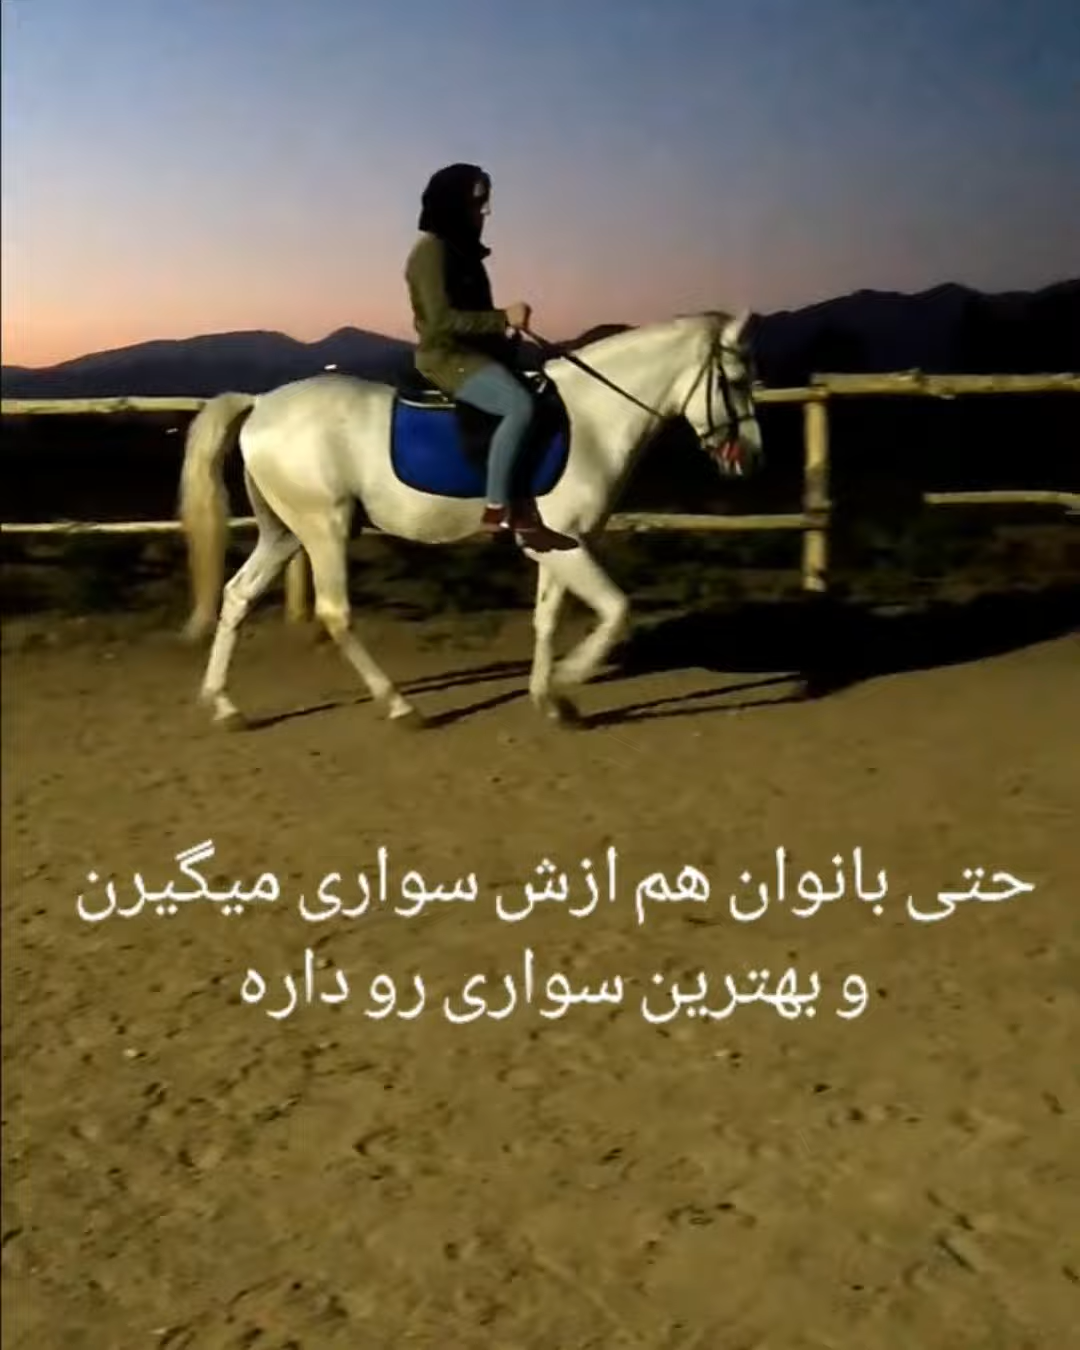 حتی بانوان هم ازش سواری میگیرن
و بهترین سواری رو داره